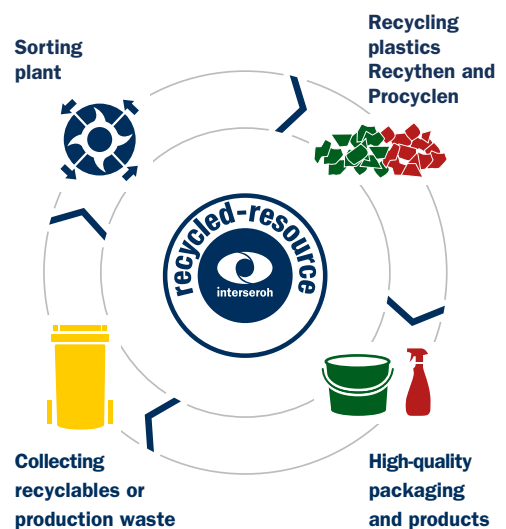 Sorting
plant
Recycling
plastics
Recythen and
Procyclen
recycled-resource
interseroh
Collecting
recyclables or
production waste
High-quality
packaging
and products